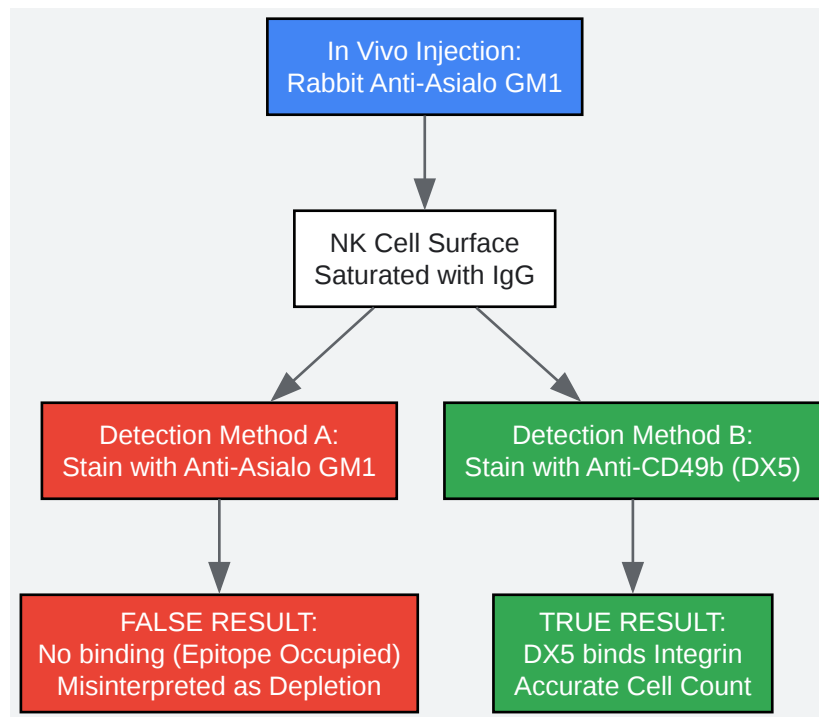 In Vivo Injection:
Rabbit Anti-Asialo GM1
NK Cell Surface
Saturated with IgG
Detection Method A:
Stain with Anti-Asialo GM1
Detection Method B:
Stain with Anti-CD49b (DX5)
FALSE RESULT:
No binding (Epitope Occupied)
Misinterpreted as Depletion
TRUE RESULT:
DX5 binds Integrin
Accurate Cell Count